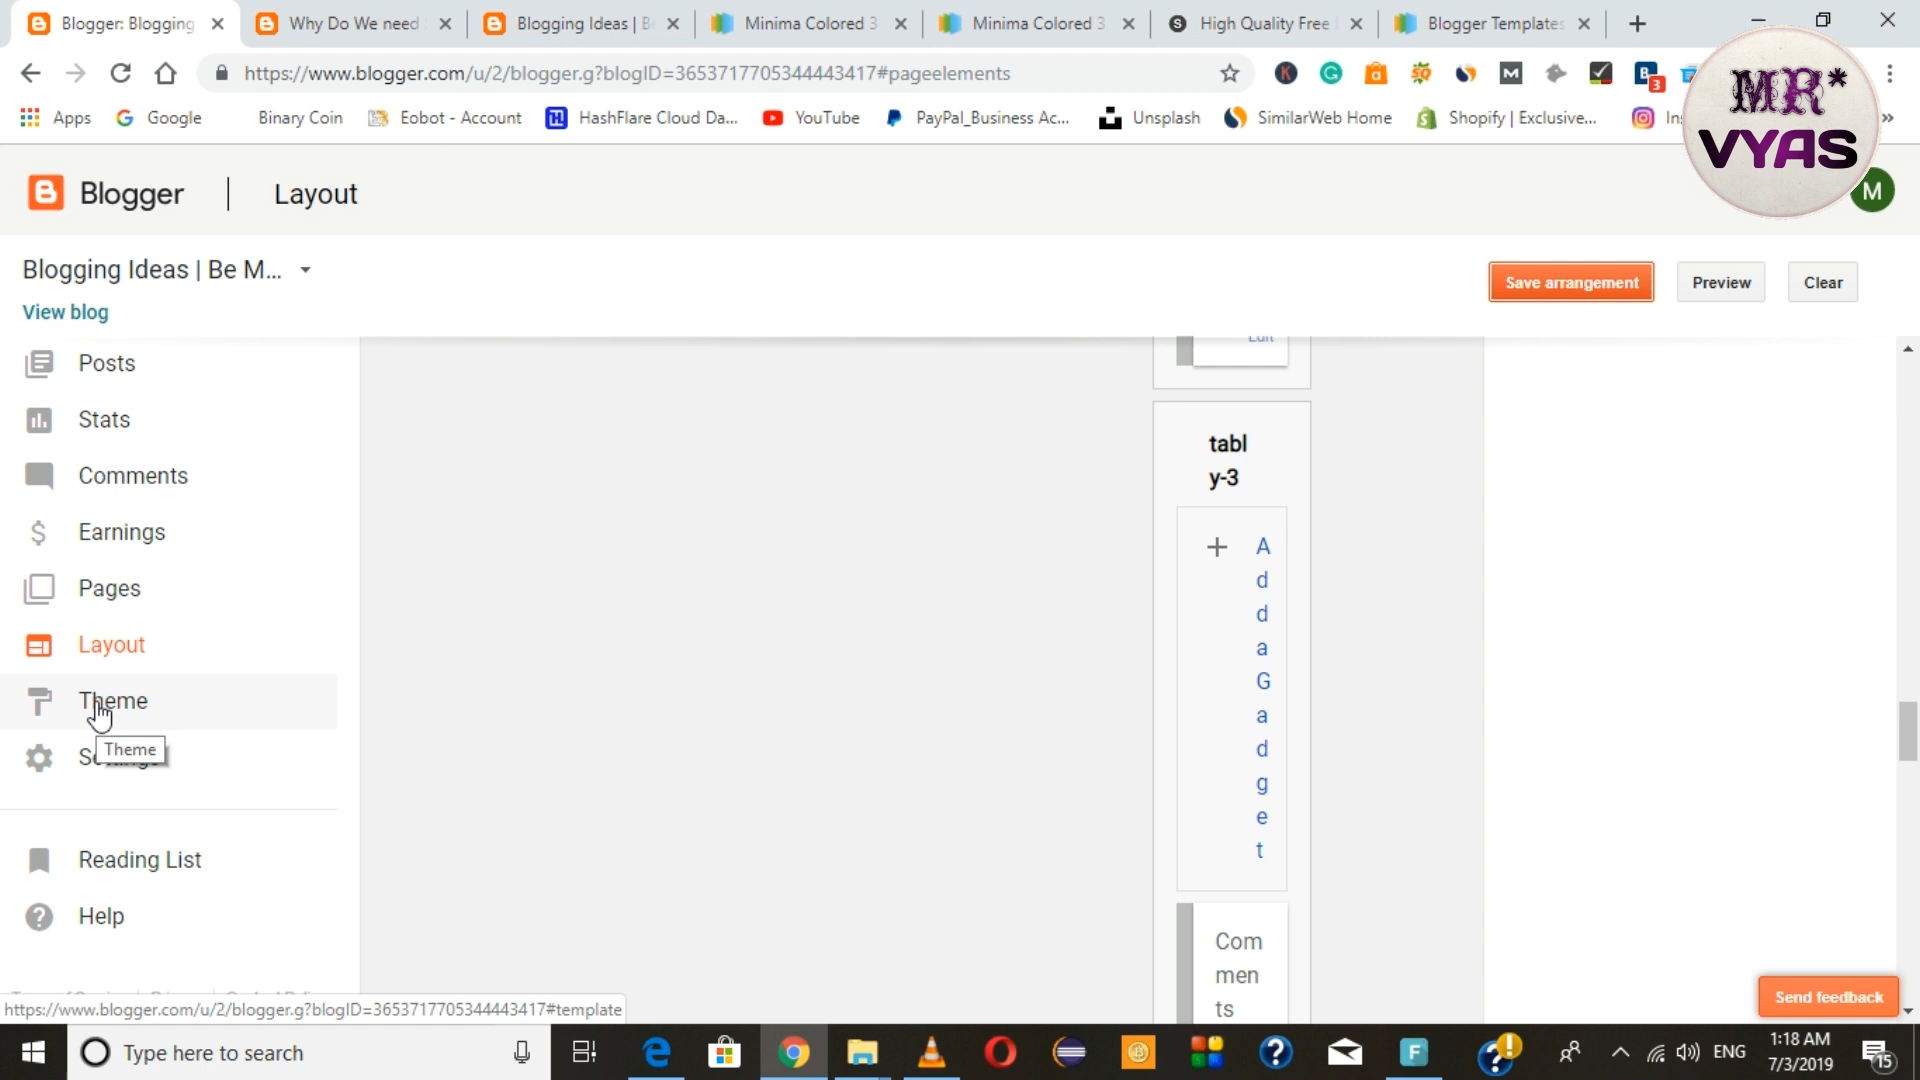 Blogger: Blogging
Why Do We need
Blogging Ideas | B
Minima Colored 3
Minima Colored 3
High Quality Free
Blogger Templates
https://www.blogger.com/u/2/blogger.g?blogID=3653717705344443417#pageelements
3
Apps
Google
Binary Coin
Eobot - Account
HashFlare Cloud Da...
YouTube
PayPal_Business Ac...
Unsplash
SimilarWeb Home
Shopify | Exclusive...
MR*
VYAS
Blogger | Layout
M
Blogging Ideas | Be M...
View blog
Save arrangement
Preview
Clear
Posts
Stats
Comments
Earnings
Pages
Layout
Theme
Theme
Reading List
Help
Edit
tabl
y-3
+
A
d
d
a
G
a
d
g
e
t
Com
men
ts
Send feedback
https://www.blogger.com/u/2/blogger.g?blogID=3653717705344443417#template
Type here to search
ENG
1:18 AM
7/3/2019
15